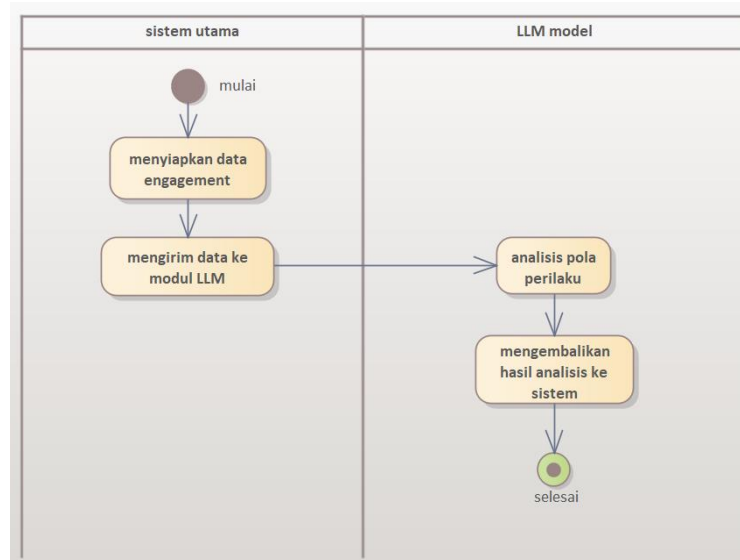 sistem utama
LLM model
mulai
menyiapkan data
engagement
mengirim data ke
modul LLM
analisis pola
perilaku
mengembalikan
hasil analisis ke
sistem
selesai